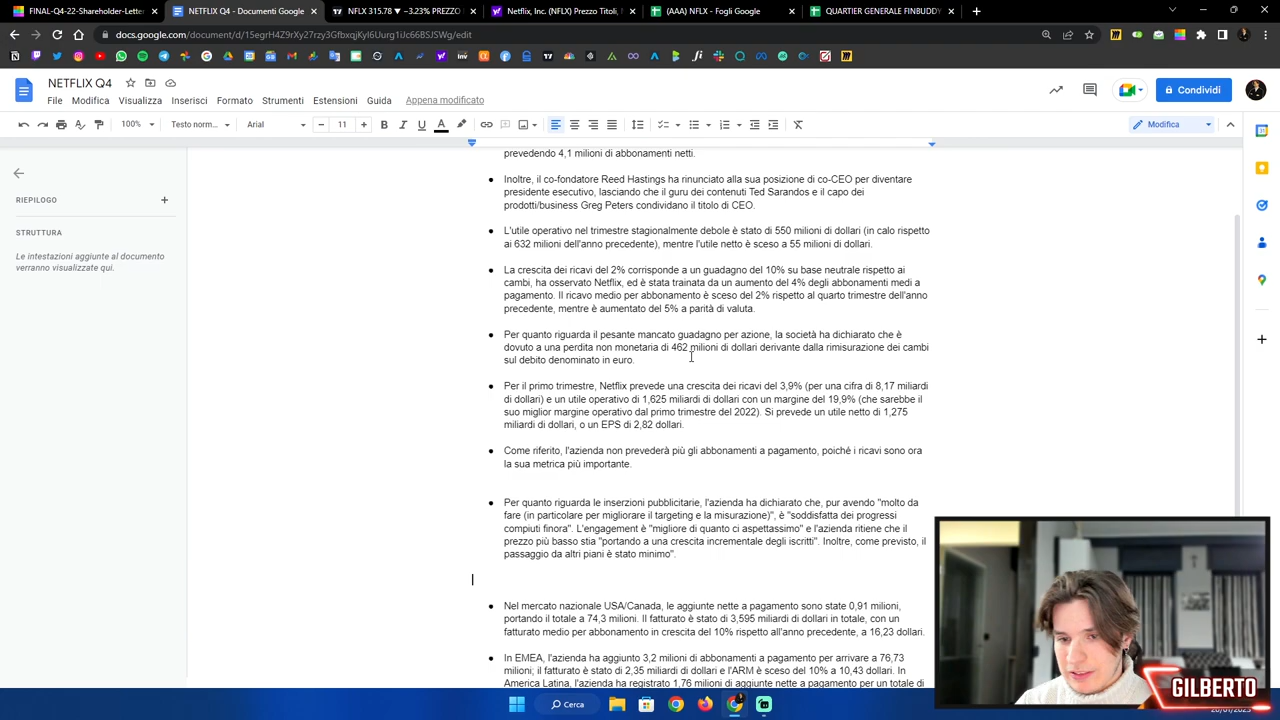 FINAL-Q4-22-Shareholder-Letter
NETFLIX Q4 - Documenti Google
NFLX 315.78 ▼ −3.23% PREZZO
Netflix, Inc. (NFLX) Prezzo Titoli,
(AAA) NFLX - Fogli Google
QUARTIER GENERALE FINBUDDY
docs.google.com/document/d/15egrH4Z9rXy27rzy3GfbxqjKyI6Uurg1iJc668SJSWg/edit
NETFLIX Q4
File Modifica Visualizza Inserisci Formato Strumenti Estensioni Guida Appena modificato
Condividi
100% Testo norm... Arial 11 Modifica
RIEPILOGO
STRUTTURA
Le intestazioni aggiunte al documento
verranno visualizzate qui.
prevedendo 4,1 milioni di abbonamenti netti.
● Inoltre, il co-fondatore Reed Hastings ha rinunciato alla sua posizione di co-CEO per diventare
presidente esecutivo, lasciando che il guru dei contenuti Ted Sarandos e il capo dei
prodotti/business Greg Peters condividano il titolo di CEO.
● L'utile operativo nel trimestre stagionalmente debole è stato di 550 milioni di dollari (in calo rispetto
ai 632 milioni dell'anno precedente), mentre l'utile netto è sceso a 55 milioni di dollari.
● La crescita dei ricavi del 2% corrisponde a un guadagno del 10% su base neutrale rispetto ai
cambi, ha osservato Netflix, ed è stata trainata da un aumento del 4% degli abbonamenti medi a
pagamento. Il ricavo medio per abbonamento è sceso del 2% rispetto al quarto trimestre dell'anno
precedente, mentre è aumentato del 5% a parità di valuta.
● Per quanto riguarda il pesante mancato guadagno per azione, la società ha dichiarato che è
dovuto a una perdita non monetaria di 462 milioni di dollari derivante dalla rimisurazione dei cambi
sul debito denominato in euro.
● Per il primo trimestre, Netflix prevede una crescita dei ricavi del 3,9% (per una cifra di 8,17 miliardi
di dollari) e un utile operativo di 1,625 miliardi di dollari con un margine del 19,9% (che sarebbe il
suo miglior margine operativo dal primo trimestre del 2022). Si prevede un utile netto di 1,275
miliardi di dollari, o un EPS di 2,82 dollari.
● Come riferito, l'azienda non prevederà più gli abbonamenti a pagamento, poiché i ricavi sono ora
la sua metrica più importante.
● Per quanto riguarda le inserzioni pubblicitarie, l'azienda ha dichiarato che, pur avendo "molto da
fare (in particolare per migliorare il targeting e la misurazione)", è "soddisfatta dei progressi
compiuti finora". L'engagement è "migliore di quanto ci aspettassimo" e l'azienda ritiene che il
prezzo più basso stia "portando a una crescita incrementale degli iscritti". Inoltre, come previsto, il
passaggio da altri piani è stato minimo".
● Nel mercato nazionale USA/Canada, le aggiunte nette a pagamento sono state 0,91 milioni,
portando il totale a 74,3 milioni. Il fatturato è stato di 3,595 miliardi di dollari in totale, con un
fatturato medio per abbonamento in crescita del 10% rispetto all'anno precedente, a 16,23 dollari.
● In EMEA, l'azienda ha aggiunto 3,2 milioni di abbonamenti a pagamento per arrivare a 76,73
milioni; il fatturato è stato di 2,35 miliardi di dollari e l'ARM è sceso del 10% a 10,43 dollari. In
America Latina, l'azienda ha registrato 1,76 milioni di aggiunte nette a pagamento per un totale di
GILBERTO
Cerca
20/01/2023